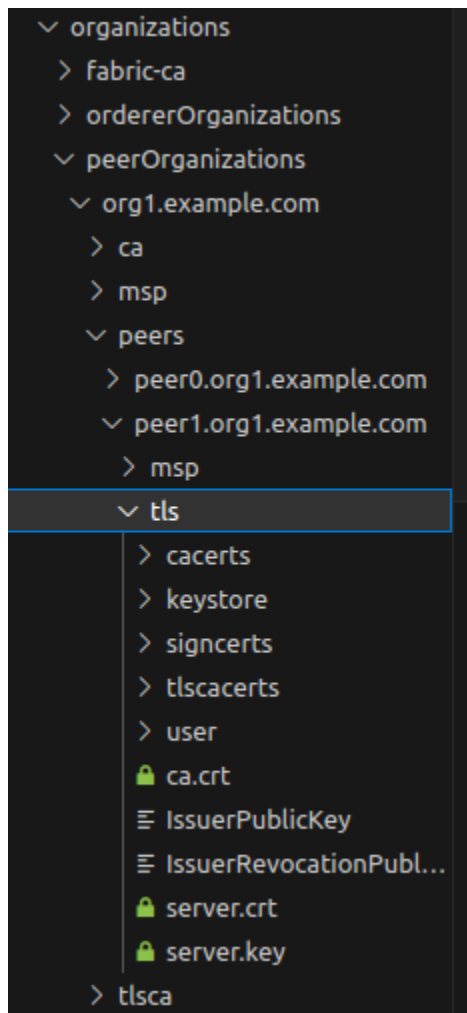 organizations
fabric-ca
ordererOrganizations
peerOrganizations
org1.example.com
ca
msp
peers
peer0.org1.example.com
peer1.org1.example.com
msp
tls
cacerts
keystore
signcerts
tlscacerts
user
ca.crt
IssuerPublicKey
IssuerRevocationPubl...
server.crt
server.key
tlsca